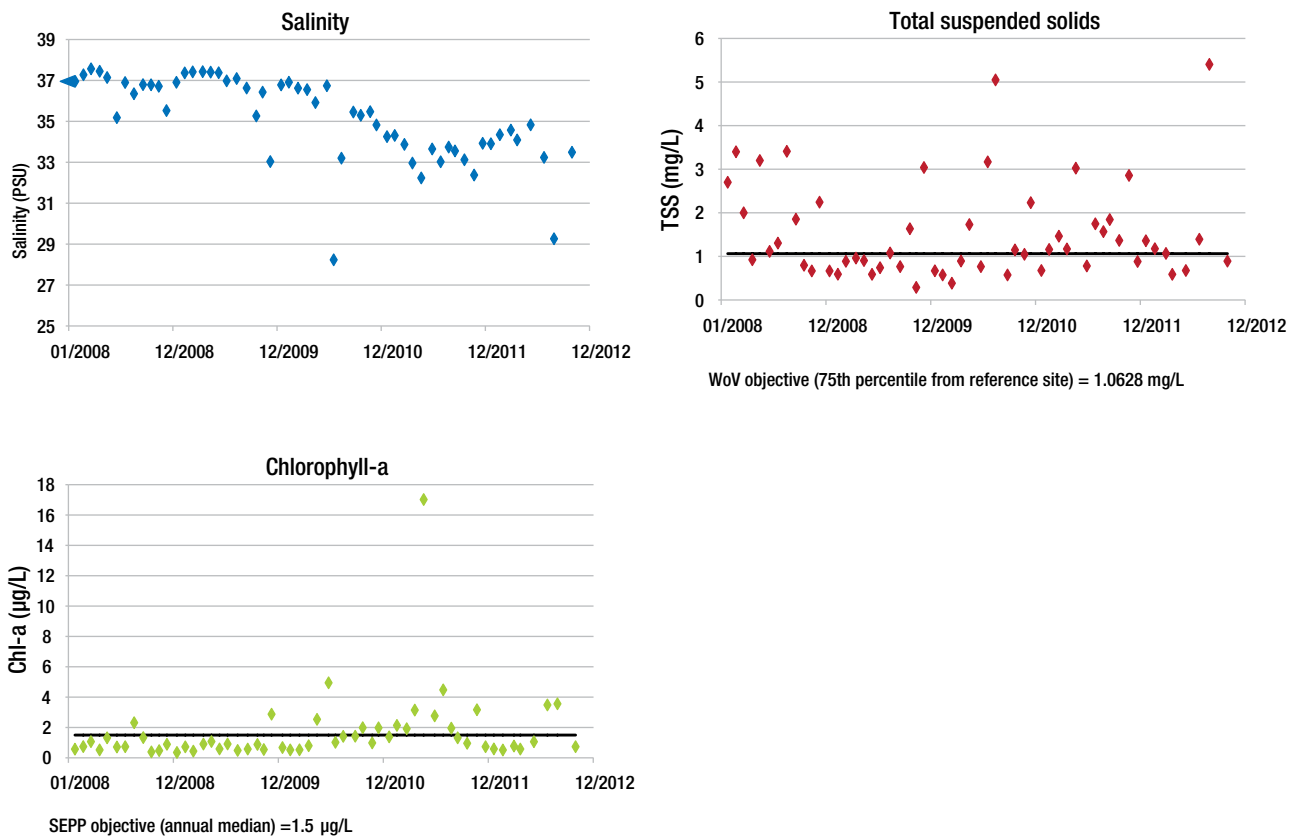 Salinity
39
37
35
33
31
29
27
25
Salinity (PSU)
01/2008 12/2008 12/2009 12/2010 12/2011 12/2012
Total suspended solids
6
5
4
3
2
1
0
TSS (mg/L)
01/2008 12/2008 12/2009 12/2010 12/2011 12/2012
WoV objective (75th percentile from reference site) = 1.0628 mg/L
Chlorophyll-a
18
16
14
12
10
8
6
4
2
0
Chl-a (µg/L)
01/2008 12/2008 12/2009 12/2010 12/2011 12/2012
SEPP objective (annual median) =1.5 µg/L